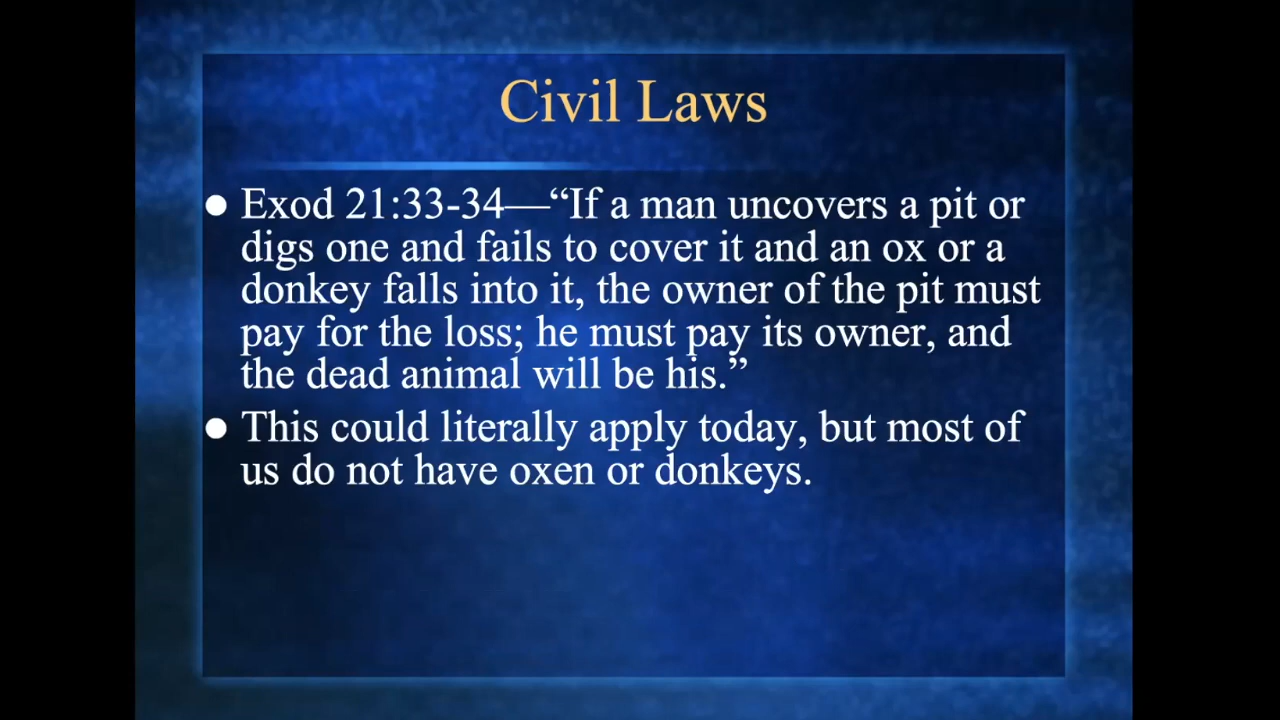 Civil Laws
● Exod 21:33-34—“If a man uncovers a pit or
digs one and fails to cover it and an ox or a
donkey falls into it, the owner of the pit must
pay for the loss; he must pay its owner, and
the dead animal will be his.”
● This could literally apply today, but most of
us do not have oxen or donkeys.